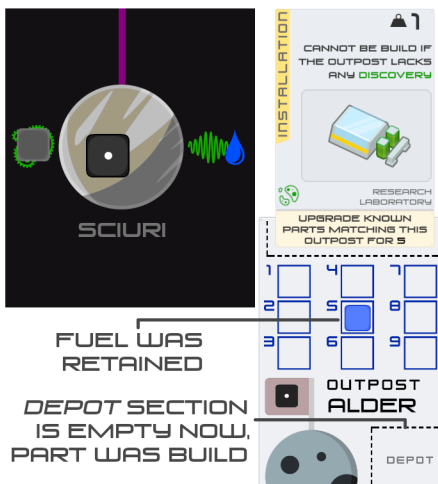 SCIURI
INSTALLATION
1
CANNOT BE BUILD IF
THE OUTPOST LACKS
ANY DISCOVERY
RESEARCH
LABORATORY
UPGRADE KNOWN
PARTS MATCHING THIS
OUTPOST FOR 5
1 4 7
2 5 8
3 6 9
FUEL WAS
RETAINED
OUTPOST
ALDER
DEPOT SECTION
IS EMPTY NOW,
PART WAS BUILD
DEPOT